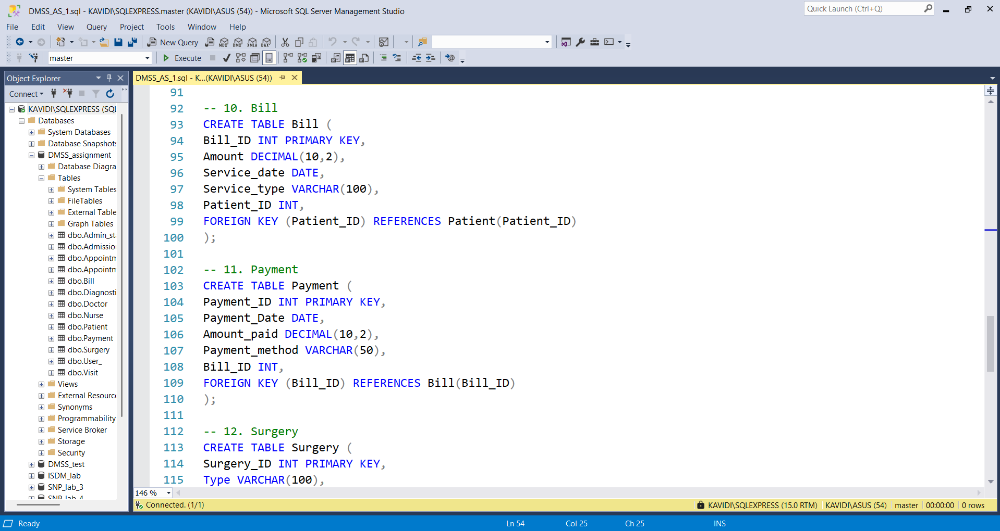 DMSS_AS_1.sql - KAVIDI\SQLEXPRESS.master (KAVIDI\ASUS (54)) - Microsoft SQL Server Management Studio
Quick Launch (Ctrl+Q)
File Edit View Query Project Tools Window Help
New Query MDX DMX XMLA DAX
master Execute
Object Explorer
DMSS_AS_1.sql - K...(KAVIDI\ASUS (54))
Connect
KAVIDI\SQLEXPRESS (SQL
Databases
System Databases
Database Snapshots
DMSS_assignment
Database Diagra
Tables
System Tables
FileTables
External Table
Graph Tables
dbo.Admin_sta
dbo.Admission
dbo.Appointm
dbo.Appointm
dbo.Bill
dbo.Diagnosti
dbo.Doctor
dbo.Nurse
dbo.Patient
dbo.Payment
dbo.Surgery
dbo.User_
dbo.Visit
Views
External Resource
Synonyms
Programmability
Service Broker
Storage
Security
DMSS_test
ISDM_lab
SNP_lab_3
SNP_lab_4
91
92 -- 10. Bill
93 CREATE TABLE Bill (
94 Bill_ID INT PRIMARY KEY,
95 Amount DECIMAL(10,2),
96 Service_date DATE,
97 Service_type VARCHAR(100),
98 Patient_ID INT,
99 FOREIGN KEY (Patient_ID) REFERENCES Patient(Patient_ID)
100 );
101
102 -- 11. Payment
103 CREATE TABLE Payment (
104 Payment_ID INT PRIMARY KEY,
105 Payment_Date DATE,
106 Amount_paid DECIMAL(10,2),
107 Payment_method VARCHAR(50),
108 Bill_ID INT,
109 FOREIGN KEY (Bill_ID) REFERENCES Bill(Bill_ID)
110 );
111
112 -- 12. Surgery
113 CREATE TABLE Surgery (
114 Surgery_ID INT PRIMARY KEY,
115 Type VARCHAR(100),
146 %
Connected. (1/1) KAVIDI\SQLEXPRESS (15.0 RTM) KAVIDI\ASUS (54) master 00:00:00 0 rows
Ready Ln 54 Col 25 Ch 25 INS